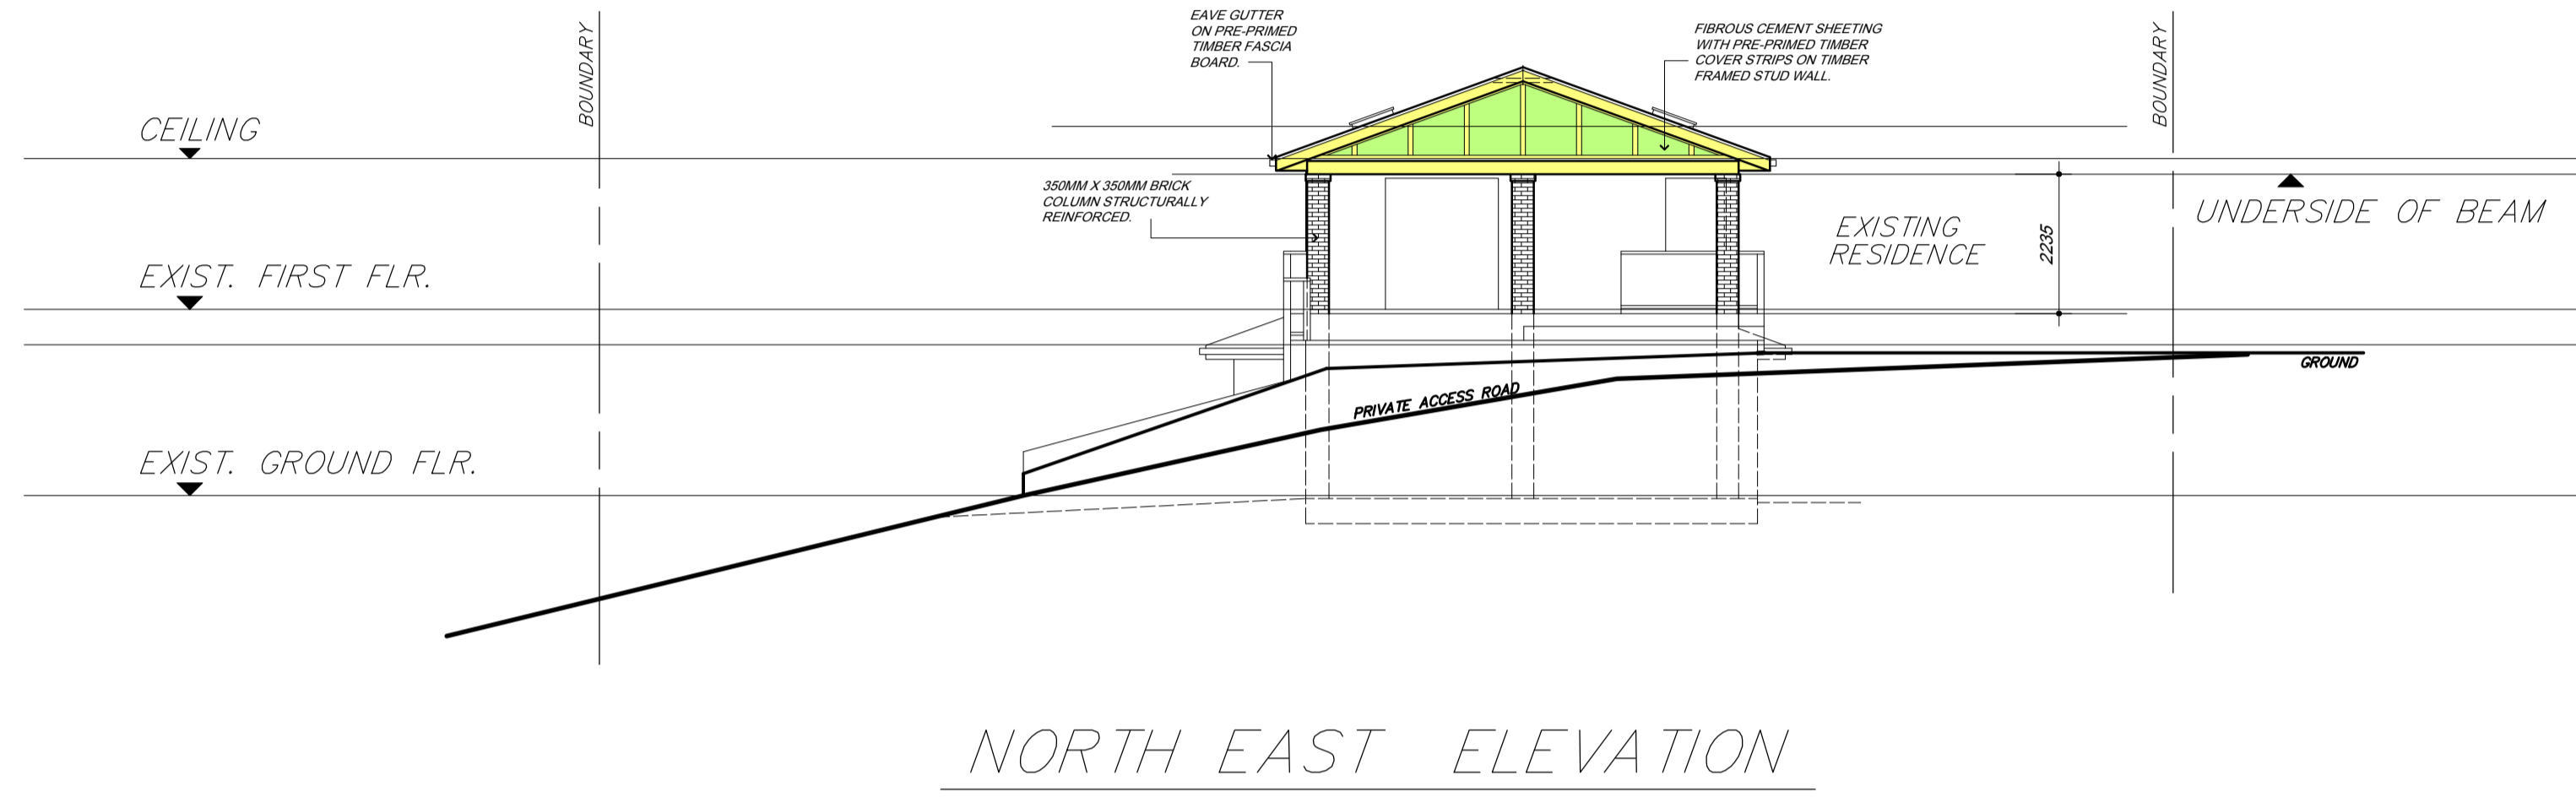 EAVE GUTTER
ON PRE-PRIMED
TIMBER FASCIA
BOARD.
FIBROUS CEMENT SHEETING
WITH PRE-PRIMED TIMBER
COVER STRIPS ON TIMBER
FRAMED STUD WALL.
BOUNDARY
BOUNDARY
CEILING
350MM X 350MM BRICK
COLUMN STRUCTURALLY
REINFORCED.
UNDERSIDE OF BEAM
EXISTING
RESIDENCE
2235
EXIST. FIRST FLR.
GROUND
PRIVATE ACCESS ROAD
EXIST. GROUND FLR.
NORTH EAST ELEVATION